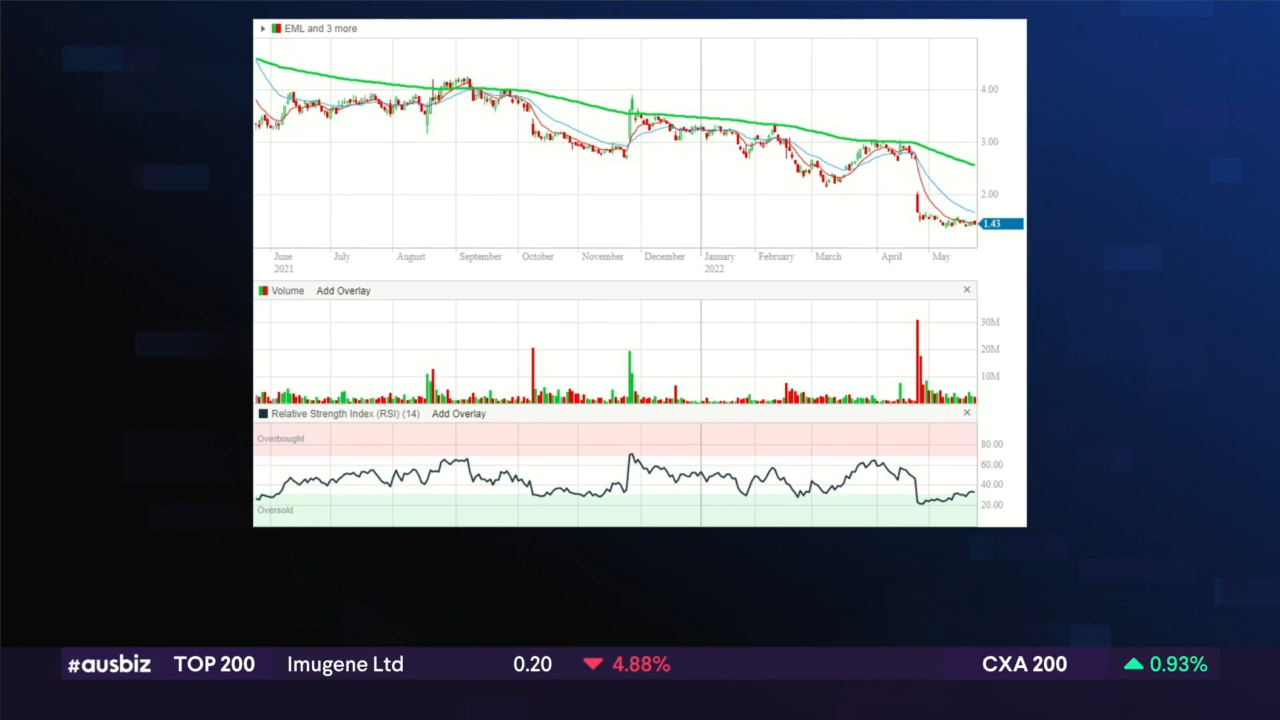 EML and 3 more
4.00
3.00
2.00
1.43
June July August September October November December January February March April May
2021 2022
Volume Add Overlay ×
30M
20M
10M
Relative Strength Index (RSI) (14) Add Overlay ×
Overbought
80.00
60.00
40.00
20.00
Oversold
#ausbiz TOP 200 Imugene Ltd 0.20 4.88% CXA 200 0.93%